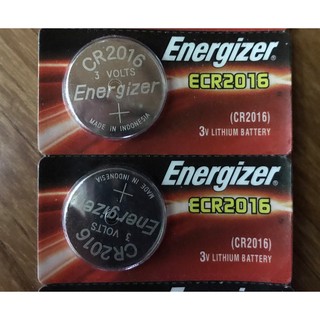 CR2016
3 VOLTS
Energizer
+
MADE IN INDONESIA
Energizer
ECR2016
(CR2016)
3V LITHIUM BATTERY
CR2016
3 VOLTS
Energizer
+
MADE IN INDONESIA
Energizer
ECR2016
(CR2016)
3V LITHIUM BATTERY